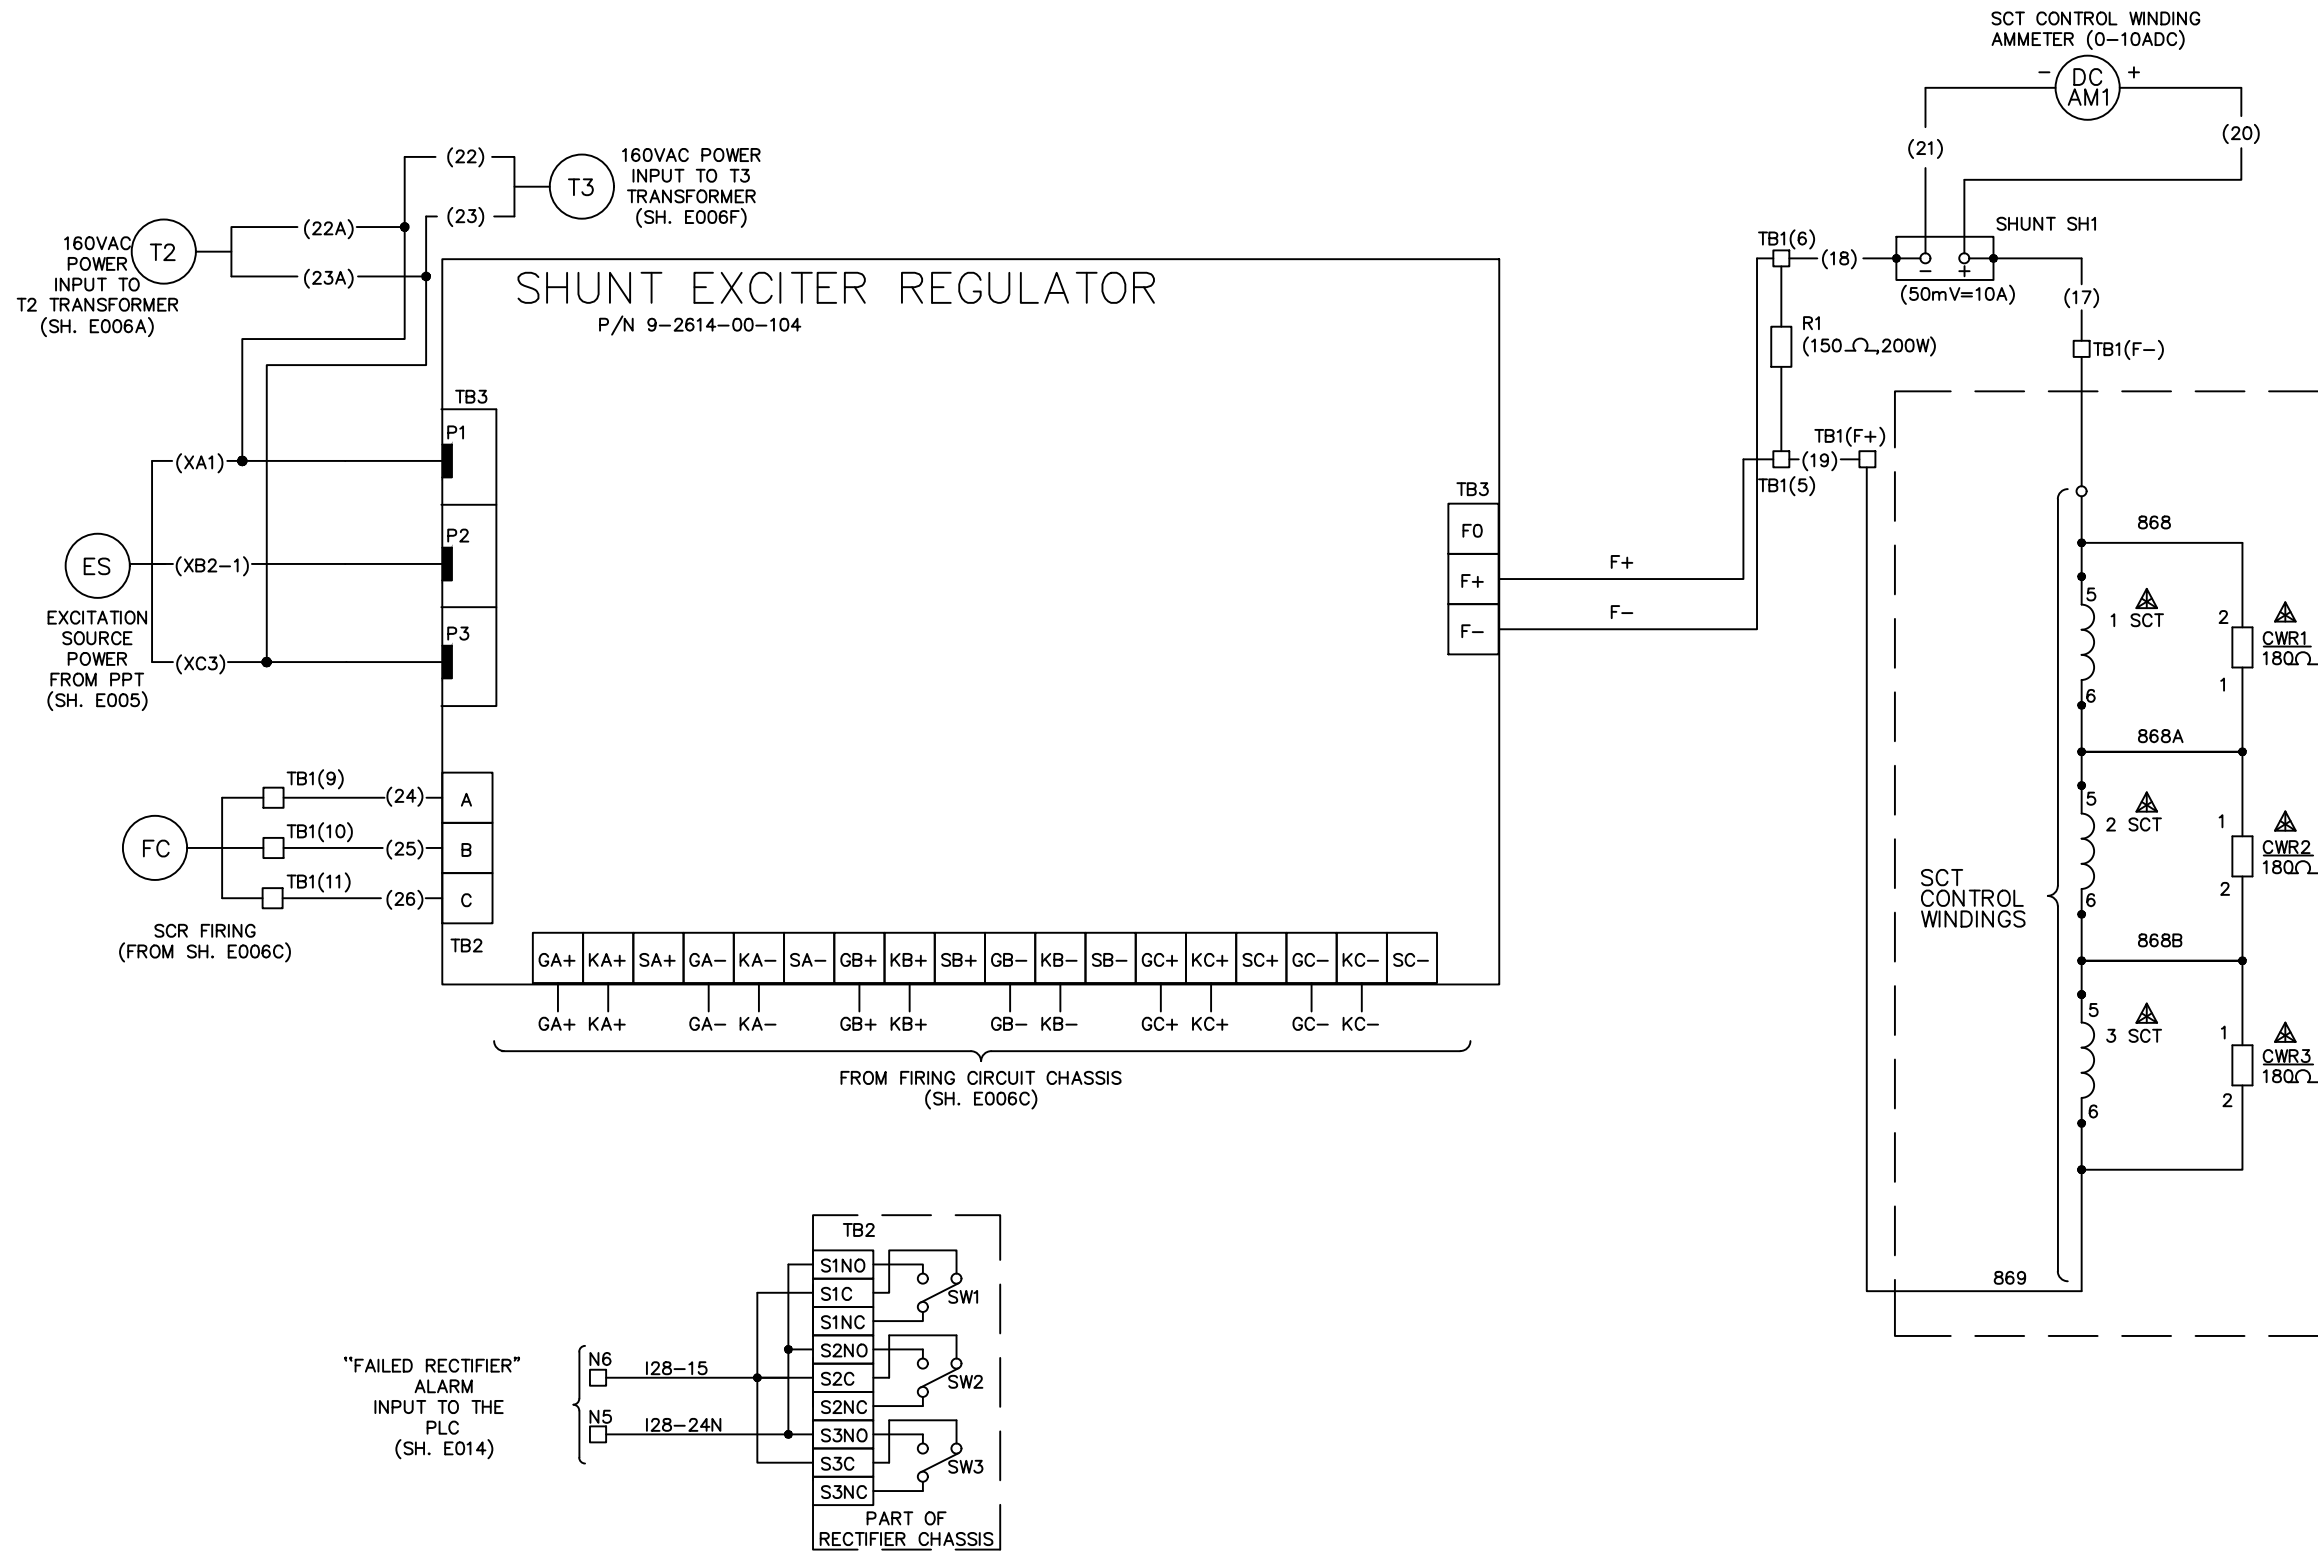 SCT CONTROL WINDING
AMMETER (0-10ADC)
- DC +
AM1
(21)
(20)
SHUNT SH1
- +
(50mV=10A)
TB1(6)
(18)
(17)
TB1(F-)
R1
(150Ω,200W)
TB1(F+)
(19)
TB1(5)
(22)
(23)
T3
160VAC POWER
INPUT TO T3
TRANSFORMER
(SH. E006F)
160VAC
POWER
INPUT TO
T2 TRANSFORMER
(SH. E006A)
T2
(22A)
(23A)
SHUNT EXCITER REGULATOR
P/N 9-2614-00-104
TB3
P1
P2
P3
(XA1)
(XB2-1)
(XC3)
ES
EXCITATION
SOURCE
POWER
FROM PPT
(SH. E005)
TB3
F0
F+
F-
F+
F-
TB1(9)
(24)
A
TB1(10)
(25)
B
TB1(11)
(26)
C
FC
SCR FIRING
(FROM SH. E006C)
TB2
GA+ KA+ SA+ GA- KA- SA- GB+ KB+ SB+ GB- KB- SB- GC+ KC+ SC+ GC- KC- SC-
GA+ KA+ GA- KA- GB+ KB+ GB- KB- GC+ KC+ GC- KC-
FROM FIRING CIRCUIT CHASSIS
(SH. E006C)
SCT
CONTROL
WINDINGS
868
5
1 SCT
6
2
CWR1
180Ω
1
868A
5
2 SCT
6
1
CWR2
180Ω
2
868B
5
3 SCT
6
1
CWR3
180Ω
2
869
TB2
S1NO
S1C
S1NC
SW1
S2NO
S2C
S2NC
SW2
S3NO
S3C
S3NC
SW3
PART OF
RECTIFIER CHASSIS
"FAILED RECTIFIER"
ALARM
INPUT TO THE
PLC
(SH. E014)
N6
I28-15
N5
I28-24N